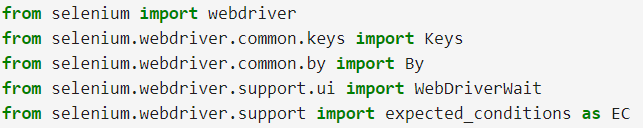 from selenium import webdriver
from selenium.webdriver.common.keys import Keys
from selenium.webdriver.common.by import By
from selenium.webdriver.support.ui import WebDriverWait
from selenium.webdriver.support import expected_conditions as EC